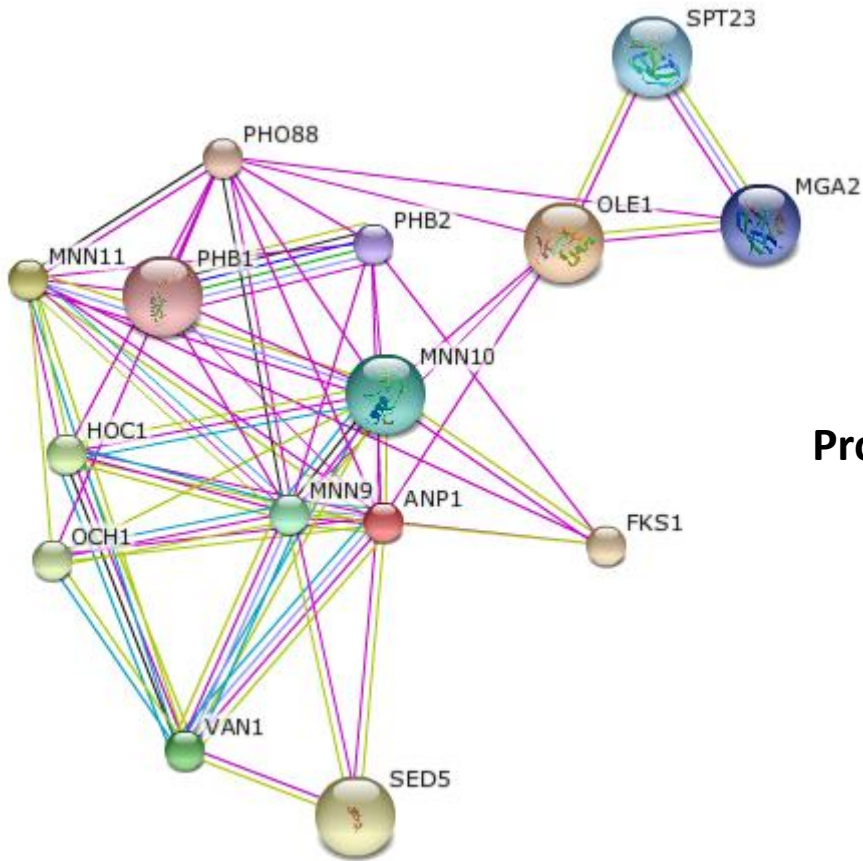 SPT23
PHO88
MGA2
OLE1
PHB2
PHB1
MNN11
MNN10
HOC1
MNN9
ANP1
FKS1
OCH1
VAN1
SED5
Pro